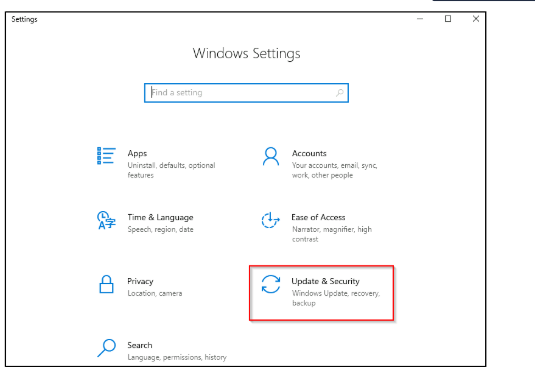 Settings
Windows Settings
Find a setting
Apps
Uninstall, defaults, optional
features
Accounts
Your accounts, email, sync,
work, other people
Time & Language
Speech, region, date
Ease of Access
Narrator, magnifier, high
contrast
Privacy
Location, camera
Update & Security
Windows Update, recovery,
backup
Search
Language, permissions, history